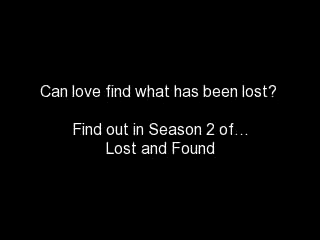 Can love find what has been lost?
Find out in Season 2 of…
Lost and Found